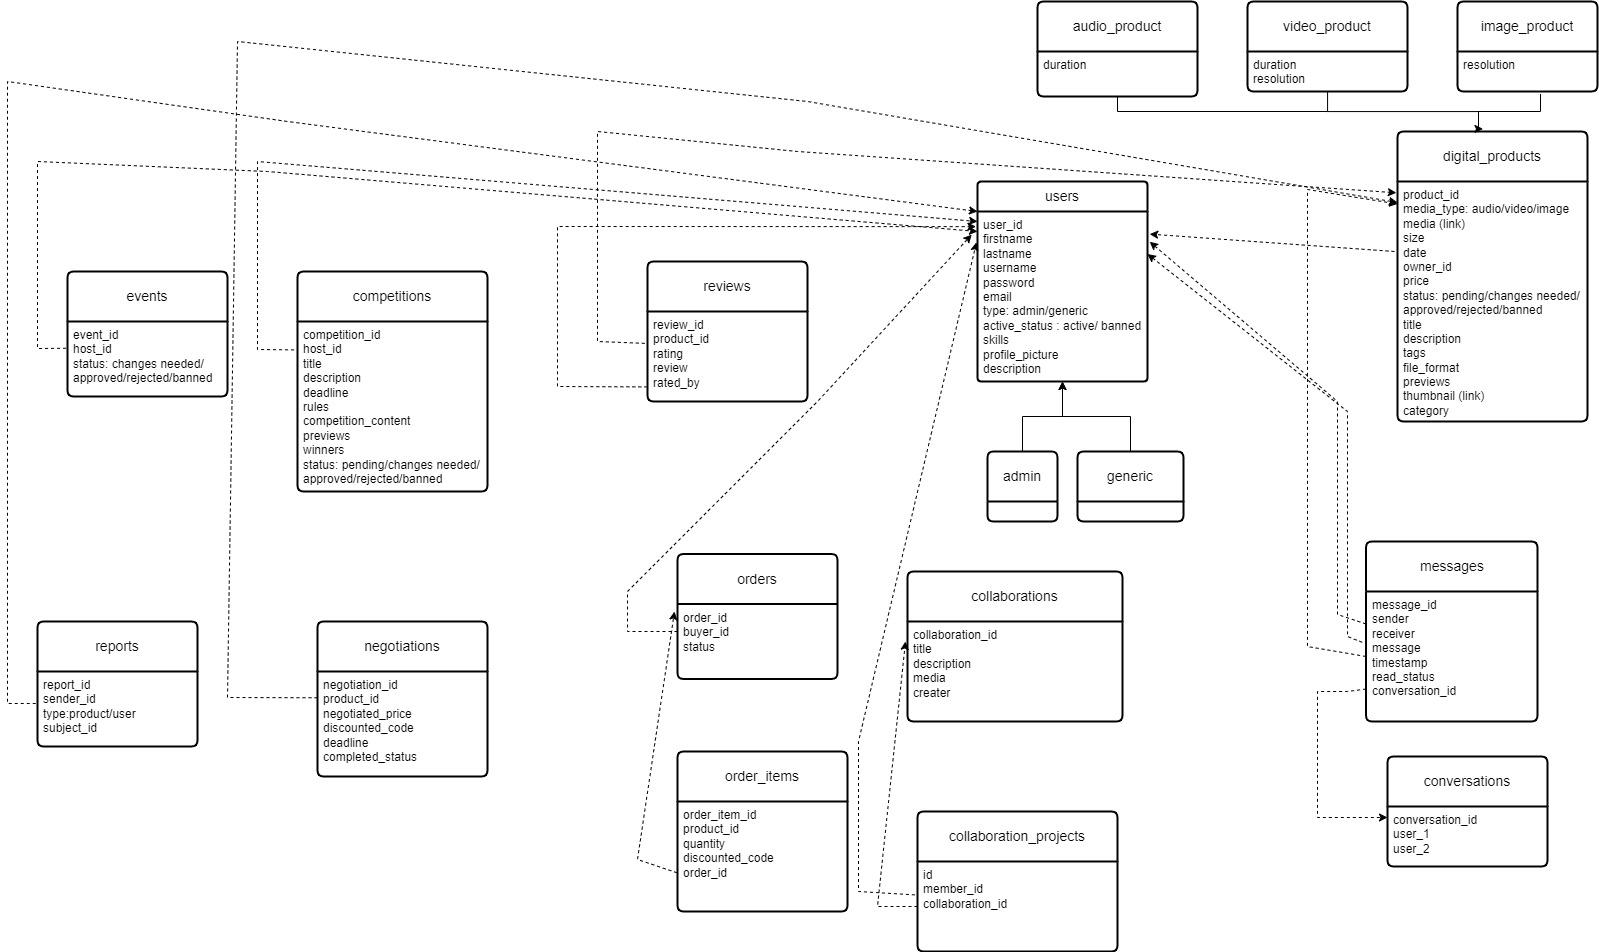 audio_product
duration
video_product
duration
resolution
image_product
resolution
digital_products
product_id
media_type: audio/video/image
media (link)
size
date
owner_id
price
status: pending/changes needed/
approved/rejected/banned
title
description
tags
file_format
previews
thumbnail (link)
category
users
user_id
firstname
lastname
username
password
email
type: admin/generic
active_status : active/ banned
skills
profile_picture
description
admin
generic
events
event_id
host_id
status: changes needed/
approved/rejected/banned
competitions
competition_id
host_id
title
description
deadline
rules
competition_content
previews
winners
status: pending/changes needed/
approved/rejected/banned
reviews
review_id
product_id
rating
review
rated_by
reports
report_id
sender_id
type:product/user
subject_id
negotiations
negotiation_id
product_id
negotiated_price
discounted_code
deadline
completed_status
orders
order_id
buyer_id
status
order_items
order_item_id
product_id
quantity
discounted_code
order_id
collaborations
collaboration_id
title
description
media
creater
collaboration_projects
id
member_id
collaboration_id
messages
message_id
sender
receiver
message
timestamp
read_status
conversation_id
conversations
conversation_id
user_1
user_2